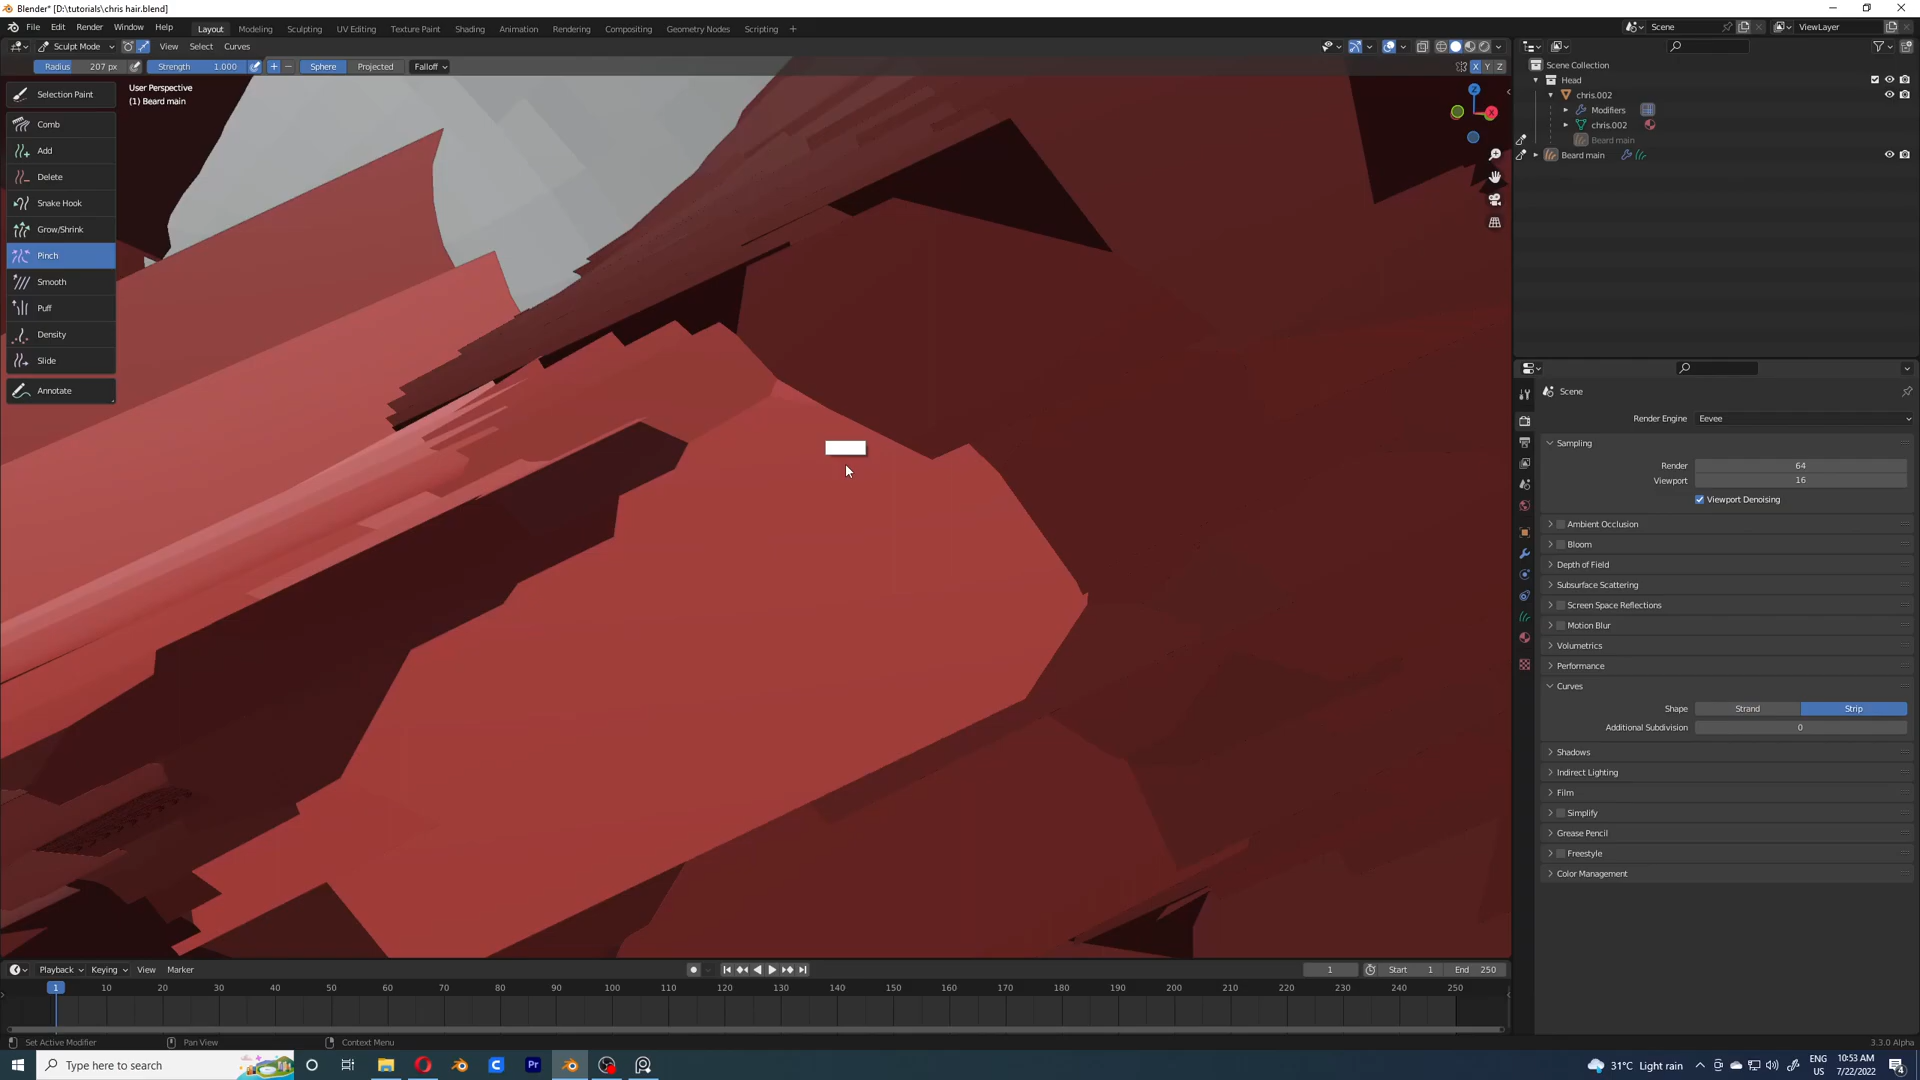 Blender* [D:\tutorials\chris hair.blend]
File Edit Render Window Help
Layout Modeling Sculpting UV Editing Texture Paint Shading Animation Rendering Compositing Geometry Nodes Scripting +
Scene ViewLayer
Sculpt Mode View Select Curves
Radius 207 px Strength 1.000 Sphere Projected Falloff X Y Z
User Perspective
(1) Beard main
Selection Paint
Comb
Add
Delete
Snake Hook
Grow/Shrink
Pinch
Smooth
Puff
Density
Slide
Annotate
Z
X
Scene Collection
Head
chris.002
Modifiers
chris.002
Beard main
Beard main
Scene
Render Engine Eevee
Sampling
Render 64
Viewport 16
Viewport Denoising
Ambient Occlusion
Bloom
Depth of Field
Subsurface Scattering
Screen Space Reflections
Motion Blur
Volumetrics
Performance
Curves
Shape Strand Strip
Additional Subdivision 0
Shadows
Indirect Lighting
Film
Simplify
Grease Pencil
Freestyle
Color Management
Playback Keying View Marker 1 Start 1 End 250
1 10 20 30 40 50 60 70 80 90 100 110 120 130 140 150 160 170 180 190 200 210 220 230 240 250
Set Active Modifier Pan View Context Menu 3.3.0 Alpha
Type here to search
31°C Light rain
ENG
US
10:53 AM
7/22/2022
4